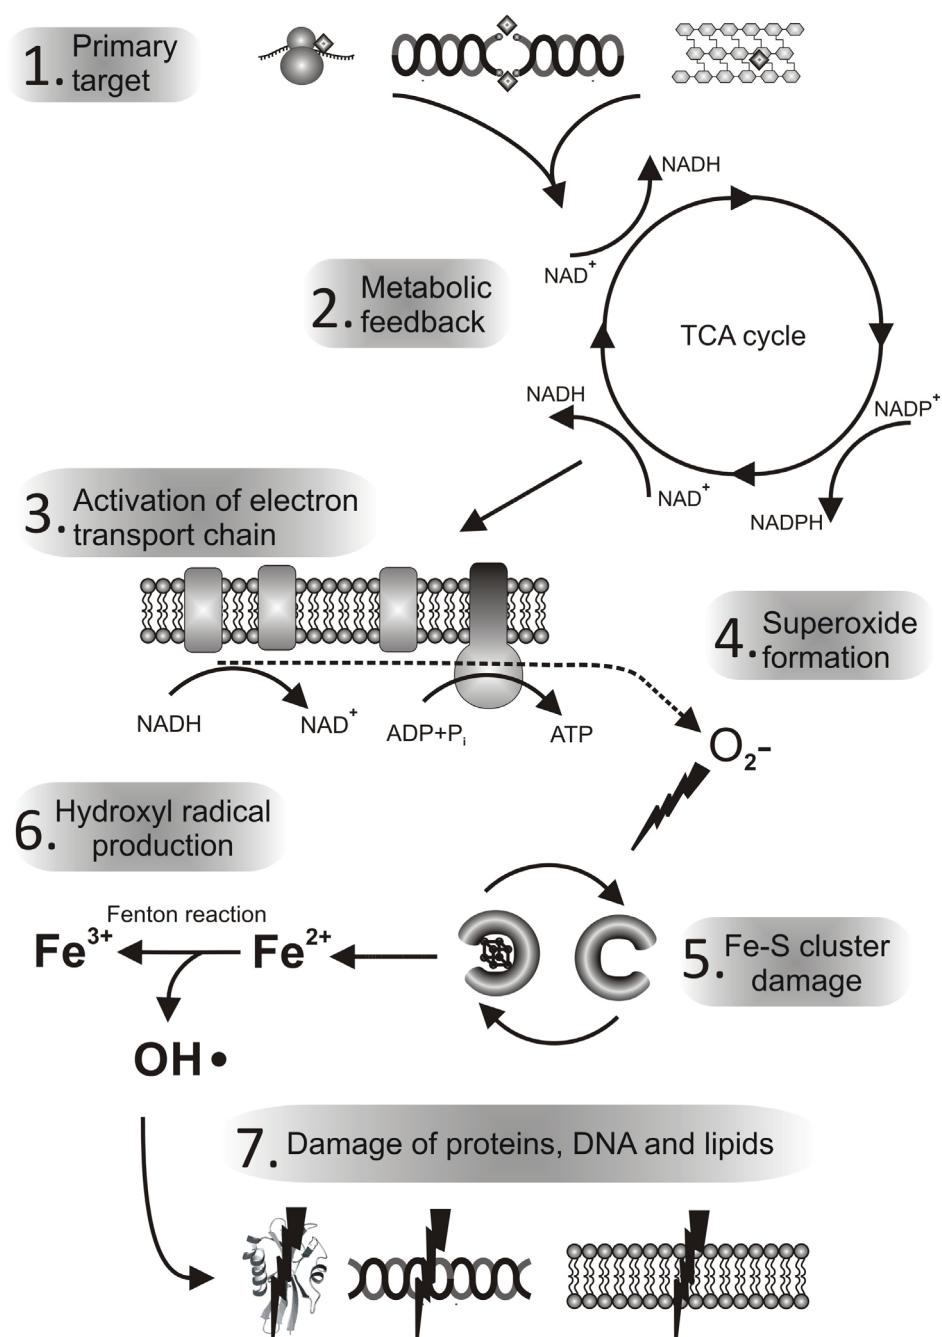 1. Primary
target
NADH
NAD⁺
2. Metabolic
feedback
TCA cycle
NADH
NADP⁺
NAD⁺
NADPH
3. Activation of electron
transport chain
4. Superoxide
formation
NADH
NAD⁺
ADP+Pᵢ
ATP
O₂-
6. Hydroxyl radical
production
Fenton reaction
Fe³⁺
Fe²⁺
5. Fe-S cluster
damage
OH•
7. Damage of proteins, DNA and lipids